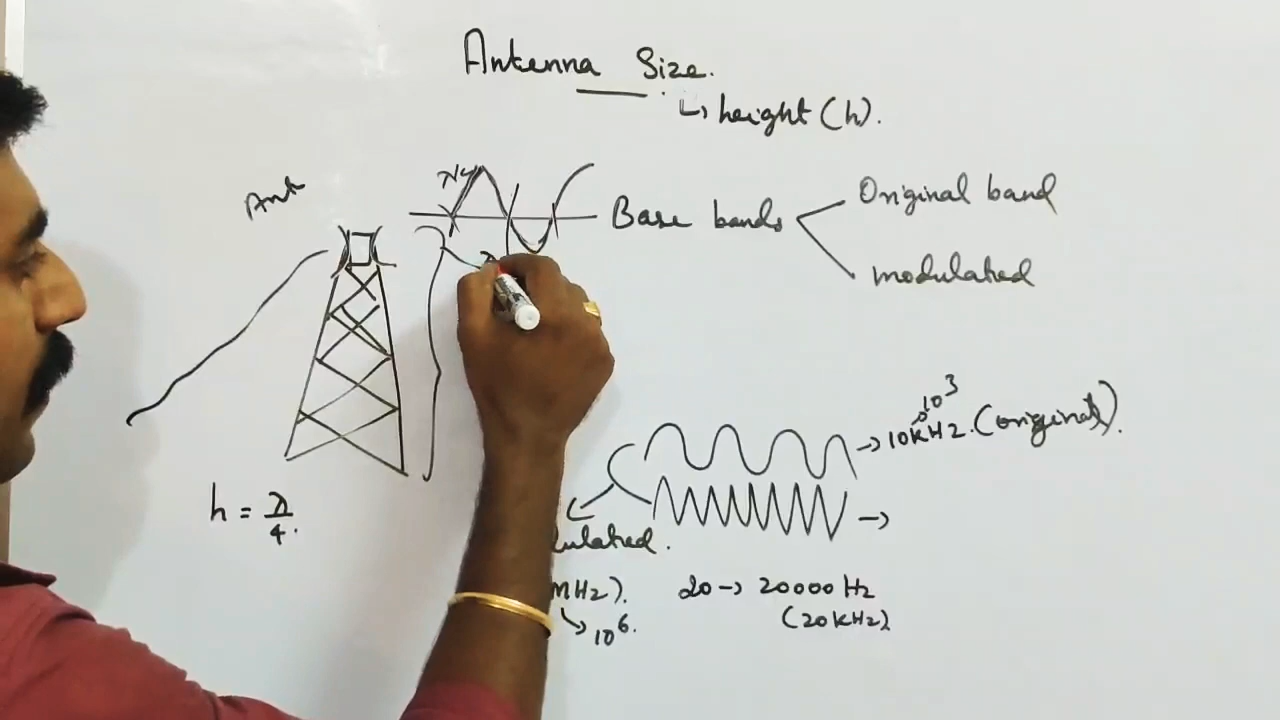 Antenna Size.
↳ height (h).
Ant
λ/4
Base bands
Original band
modulated
λ
10³
10kHz. (original).
h = λ/4.
ulated.
MHz).
10⁶.
20 → 20000 Hz
(20kHz)